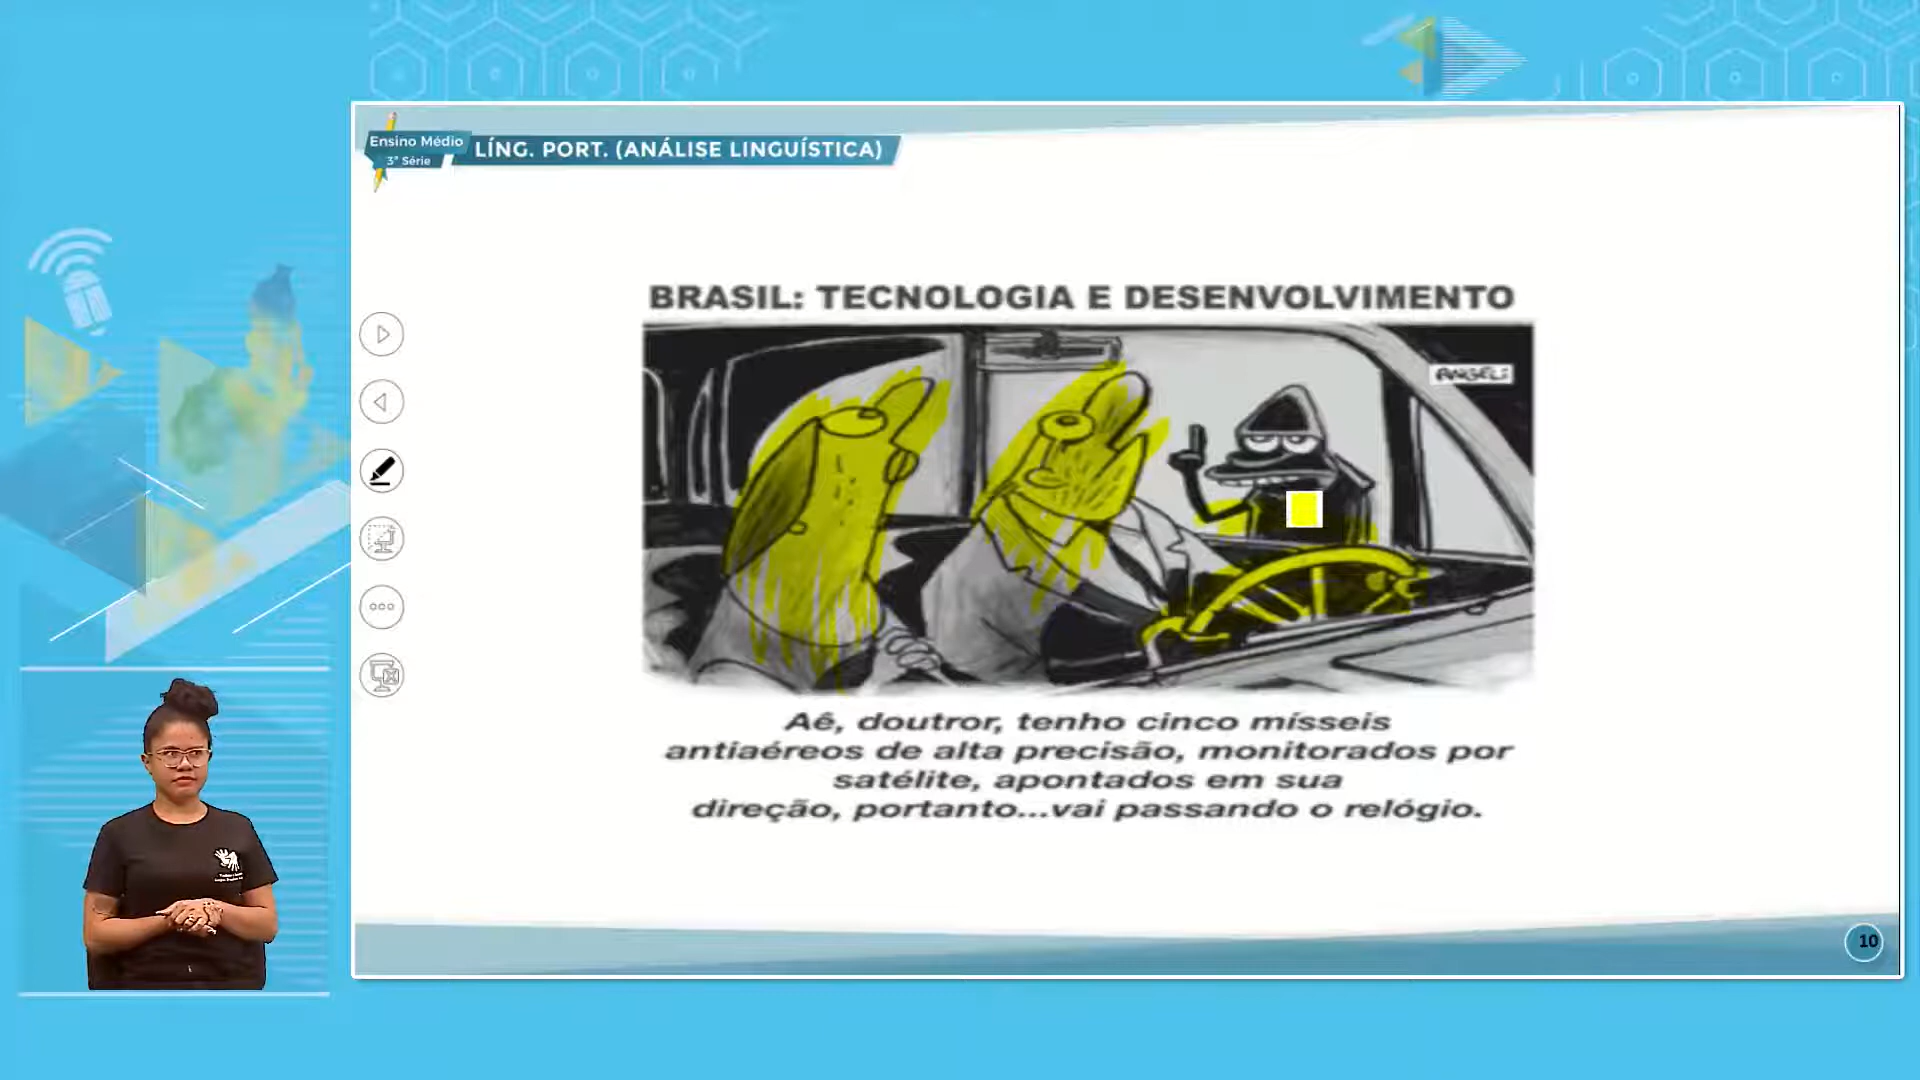 Ensino Médio
3ª Série
LÍNG. PORT. (ANÁLISE LINGUÍSTICA)
BRASIL: TECNOLOGIA E DESENVOLVIMENTO
ANGELI
Aê, doutror, tenho cinco mísseis
antiaéreos de alta precisão, monitorados por
satélite, apontados em sua
direção, portanto...vai passando o relógio.
10